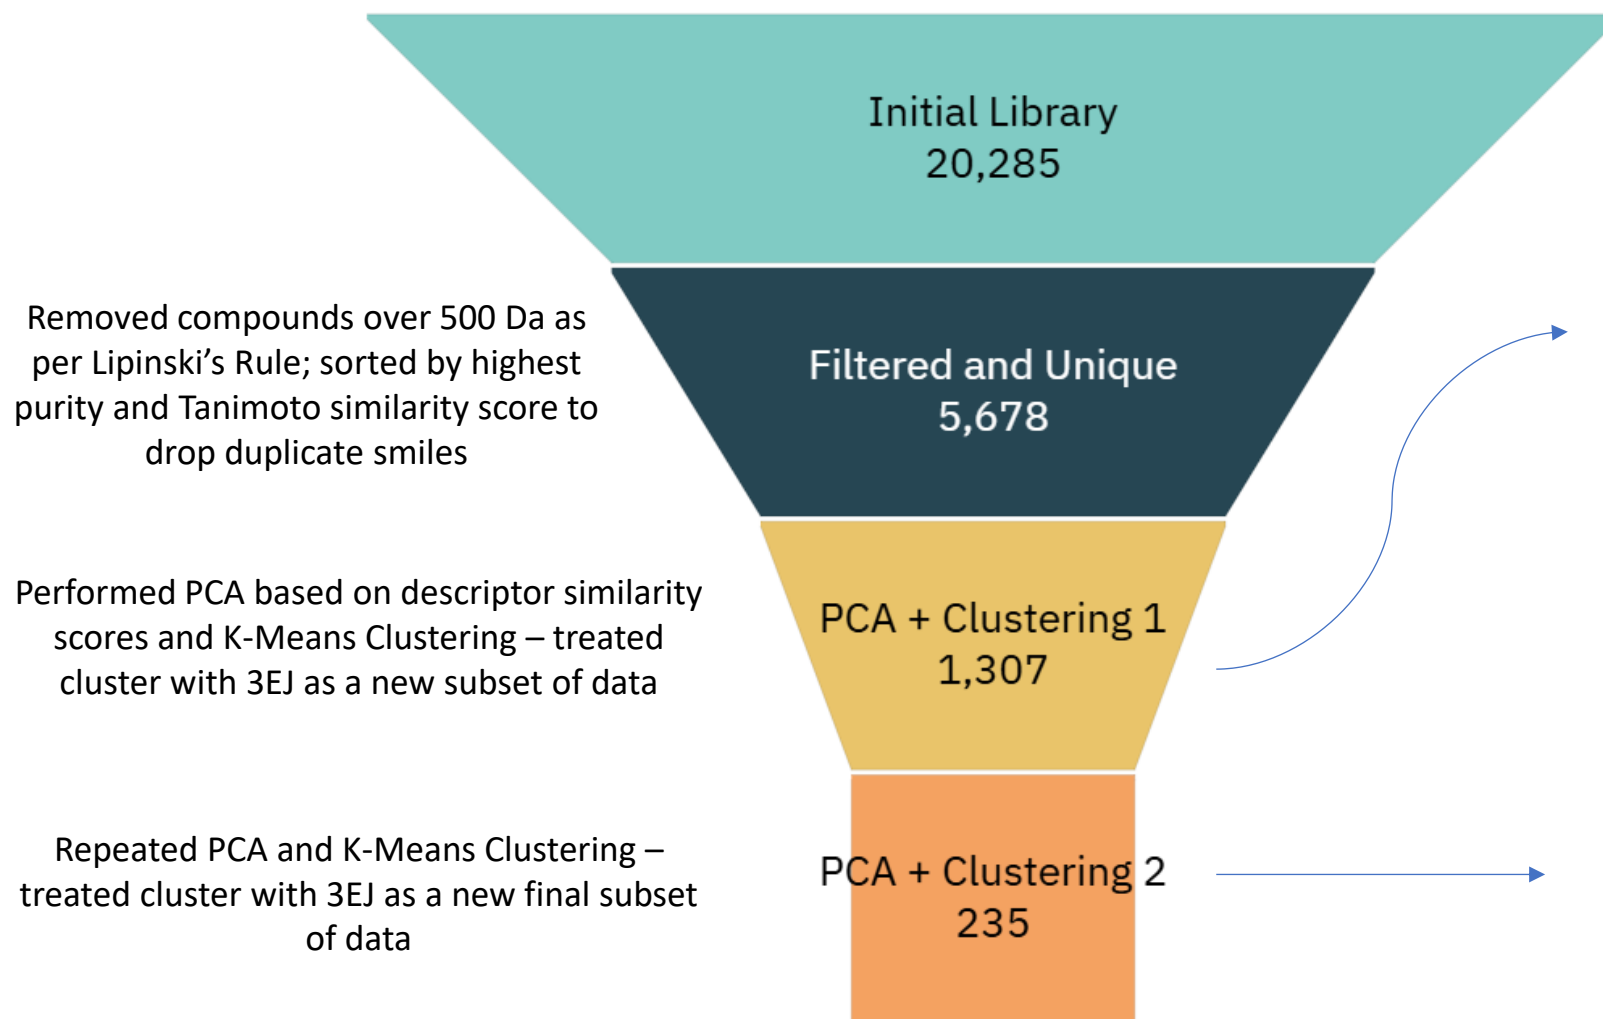 Initial Library
20,285
Removed compounds over 500 Da as
per Lipinski’s Rule; sorted by highest
purity and Tanimoto similarity score to
drop duplicate smiles
Filtered and Unique
5,678
Performed PCA based on descriptor similarity
scores and K-Means Clustering – treated
cluster with 3EJ as a new subset of data
PCA + Clustering 1
1,307
Repeated PCA and K-Means Clustering –
treated cluster with 3EJ as a new final subset
of data
PCA + Clustering 2
235